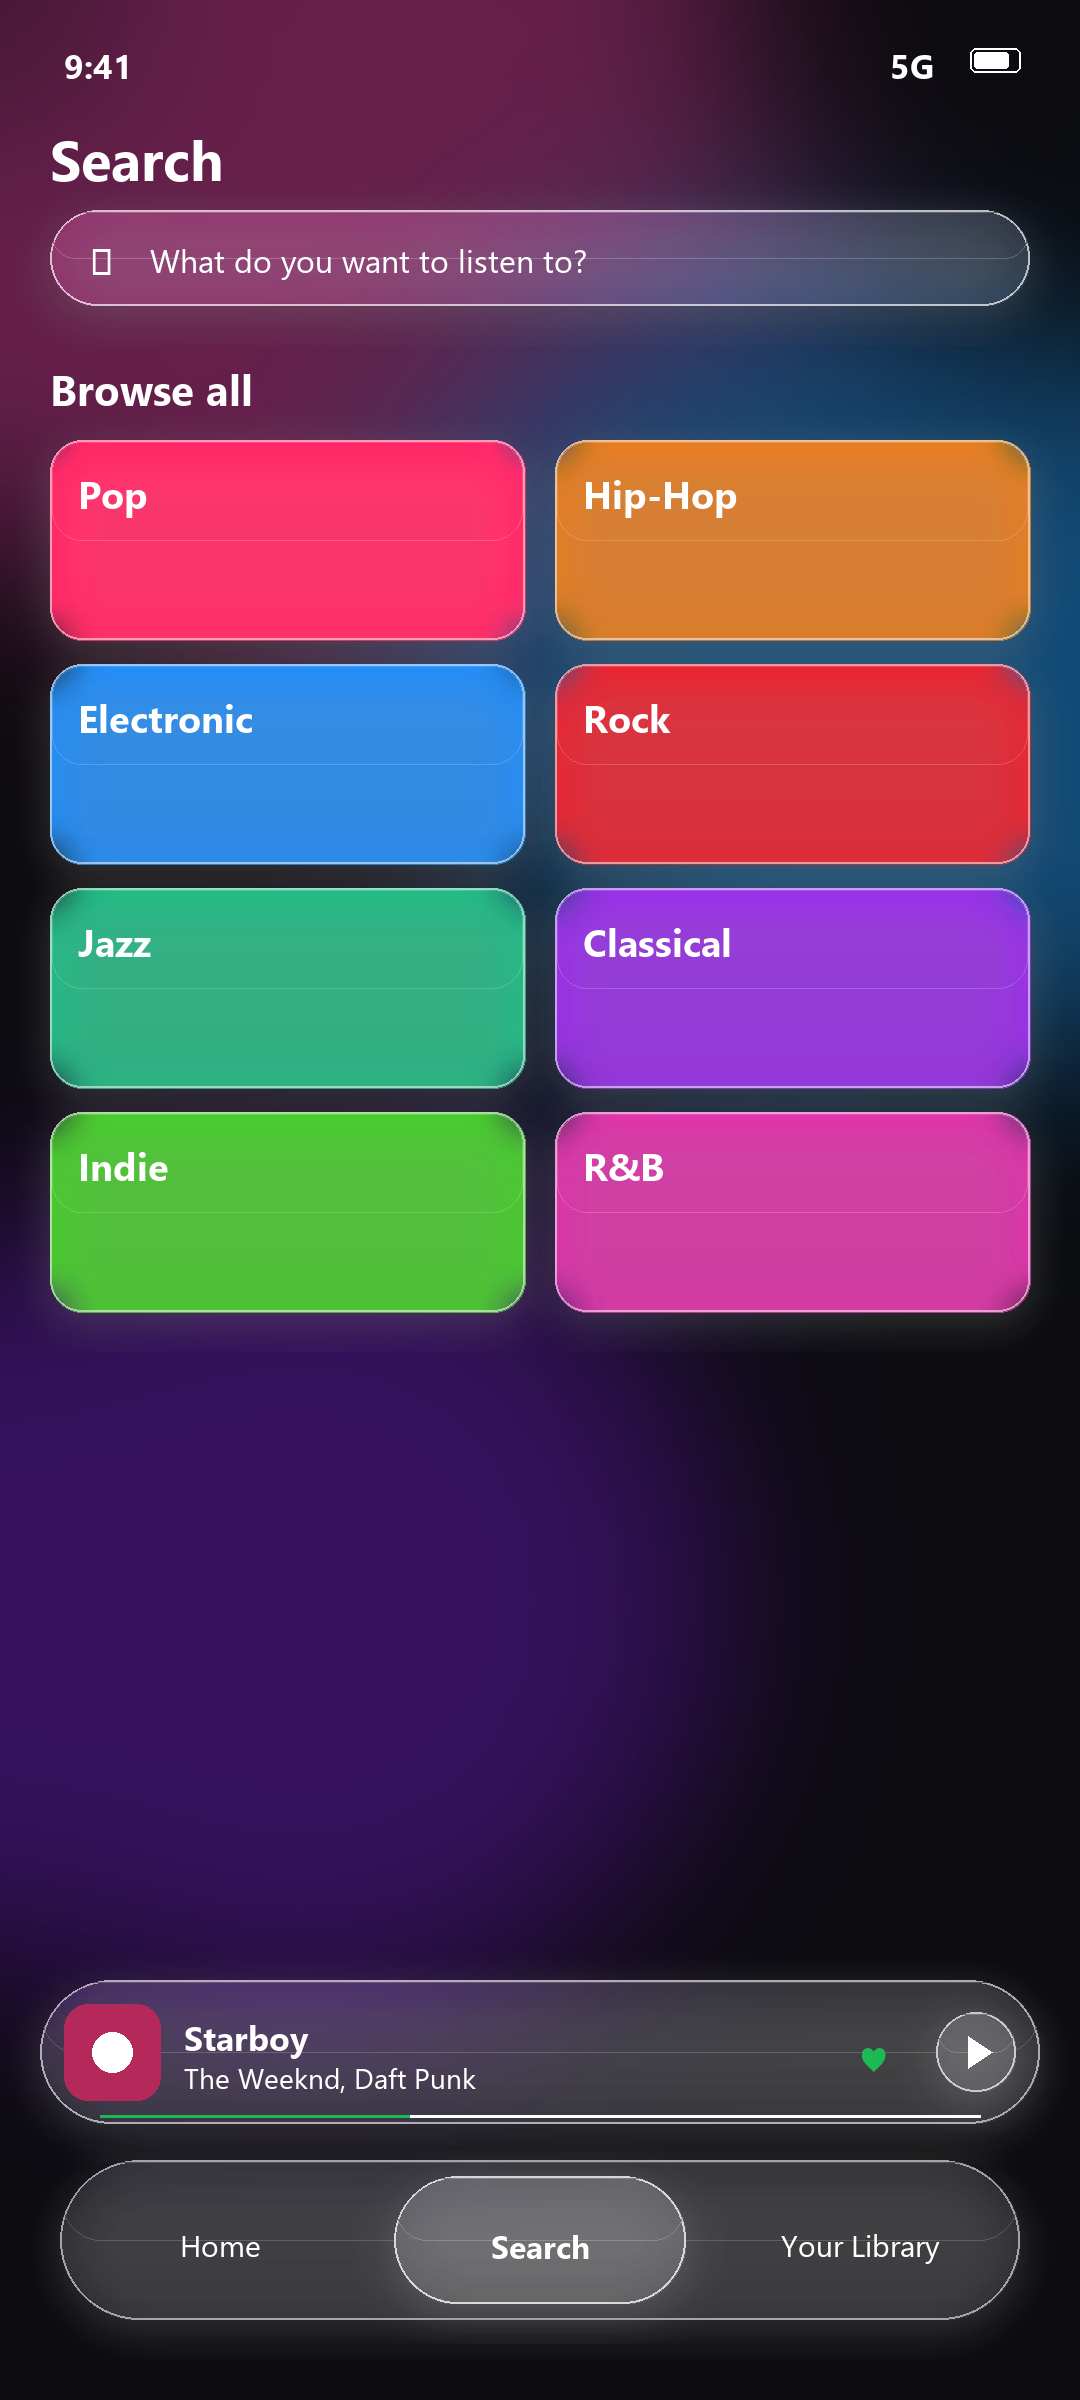 9:41
5G
Search
What do you want to listen to?
Browse all
Pop
Hip-Hop
Electronic
Rock
Jazz
Classical
Indie
R&B
Starboy
The Weeknd, Daft Punk
Home
Search
Your Library